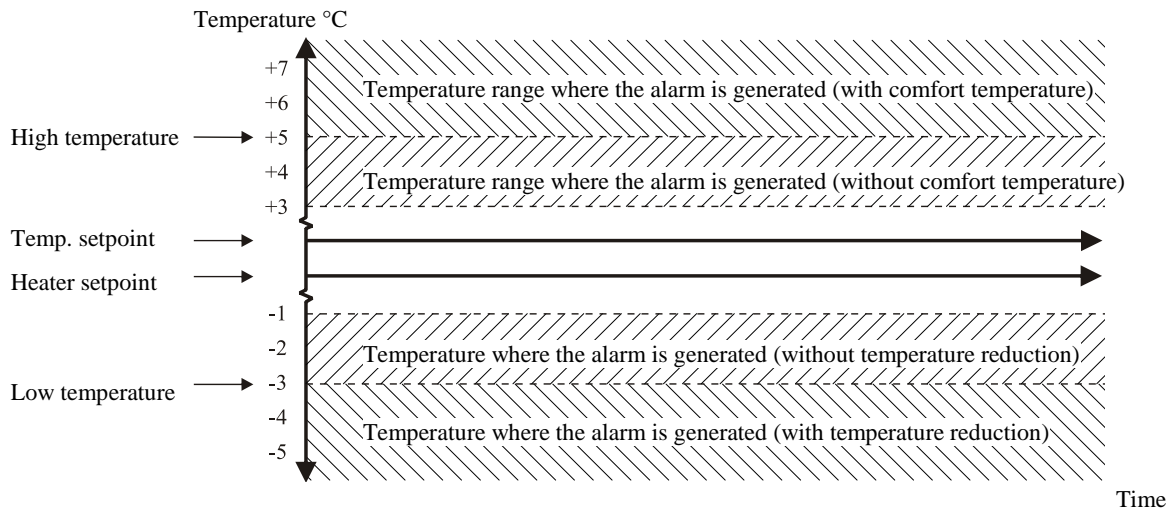 Temperature °C
+7
Temperature range where the alarm is generated (with comfort temperature)
+6
High temperature
+5
+4
Temperature range where the alarm is generated (without comfort temperature)
+3
Temp. setpoint
Heater setpoint
-1
-2
Temperature where the alarm is generated (without temperature reduction)
Low temperature
-3
-4
Temperature where the alarm is generated (with temperature reduction)
-5
Time